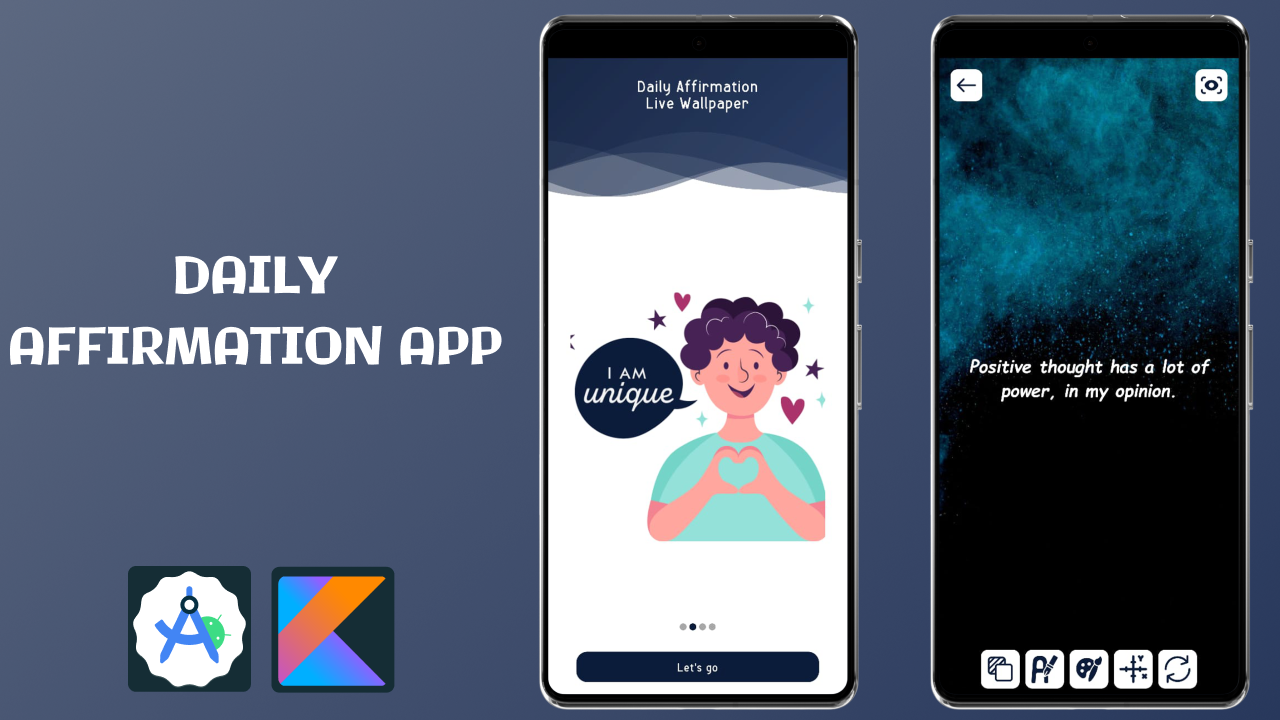 DAILY
AFFIRMATION APP
Daily Affirmation
Live Wallpaper
I AM
unique
Let's go
Positive thought has a lot of
power, in my opinion.